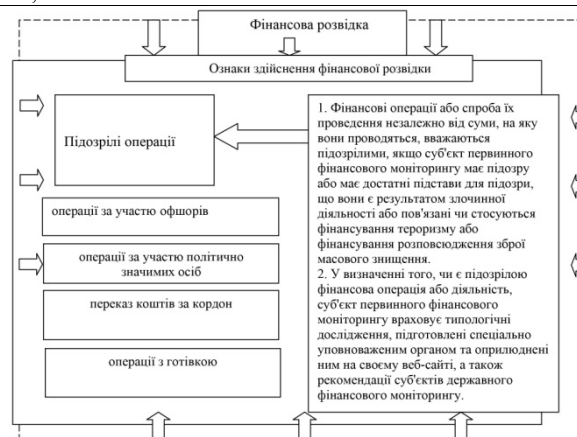 Фінансова розвідка
Ознаки здійснення фінансової розвідки
Підозрілі операції
операції за участю офшорів
операції за участю політично
значимих осіб
переказ коштів за кордон
операції з готівкою
1. Фінансові операції або спроба їх
проведення незалежно від суми, на яку
вони проводяться, вважаються
підозрілими, якщо суб'єкт первинного
фінансового моніторингу має підозру
або має достатні підстави для підозри,
що вони є результатом злочинної
діяльності або пов'язані чи стосуються
фінансування тероризму або
фінансування розповсюдження зброї
масового знищення.
2. У визначенні того, чи є підозрілою
фінансова операція або діяльність,
суб'єкт первинного фінансового
моніторингу враховує типологічні
дослідження, підготовлені спеціально
уповноваженим органом та оприлюднені
ним на своєму веб-сайті, а також
рекомендації суб'єктів державного
фінансового моніторингу.